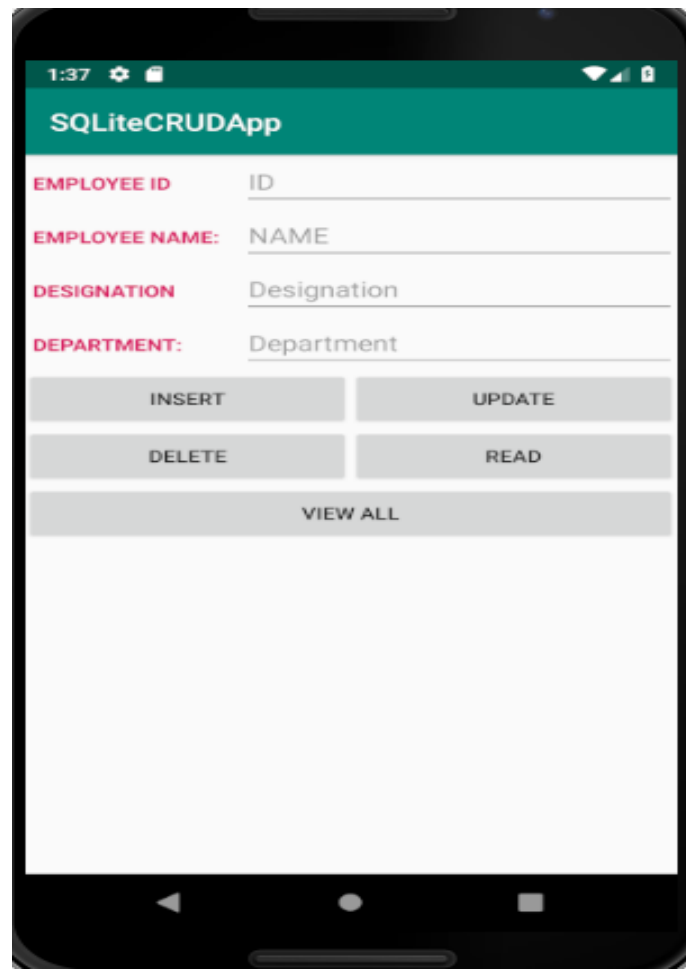 1:37
SQLiteCRUDApp
EMPLOYEE ID ID
EMPLOYEE NAME: NAME
DESIGNATION Designation
DEPARTMENT: Department
INSERT UPDATE
DELETE READ
VIEW ALL